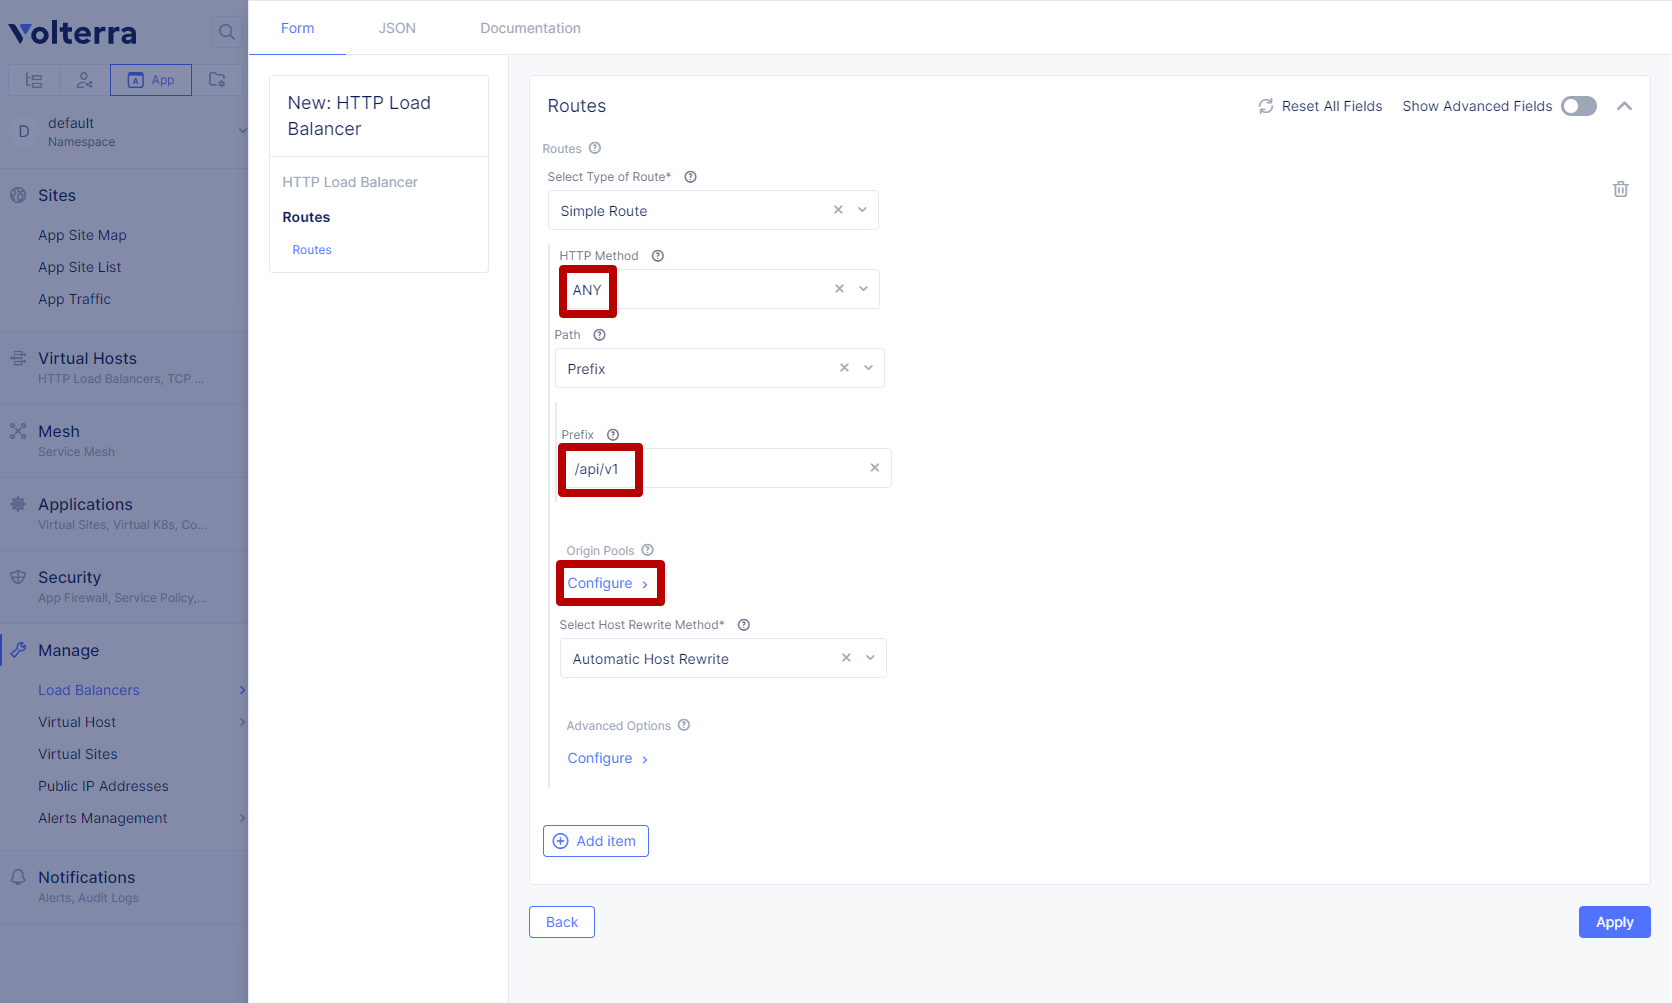 Volterra
App
D
default
Namespace
Sites
App Site Map
App Site List
App Traffic
Virtual Hosts
HTTP Load Balancers, TCP ...
Mesh
Service Mesh
Applications
Virtual Sites, Virtual K8s, Co...
Security
App Firewall, Service Policy,...
Manage
Load Balancers
Virtual Host
Virtual Sites
Public IP Addresses
Alerts Management
Notifications
Alerts, Audit Logs
Form JSON Documentation
New: HTTP Load
Balancer
HTTP Load Balancer
Routes
Routes
Routes
Reset All Fields Show Advanced Fields
Routes
Select Type of Route*
Simple Route
HTTP Method
ANY
Path
Prefix
Prefix
/api/v1
Origin Pools
Configure
Select Host Rewrite Method*
Automatic Host Rewrite
Advanced Options
Configure
Add item
Back
Apply